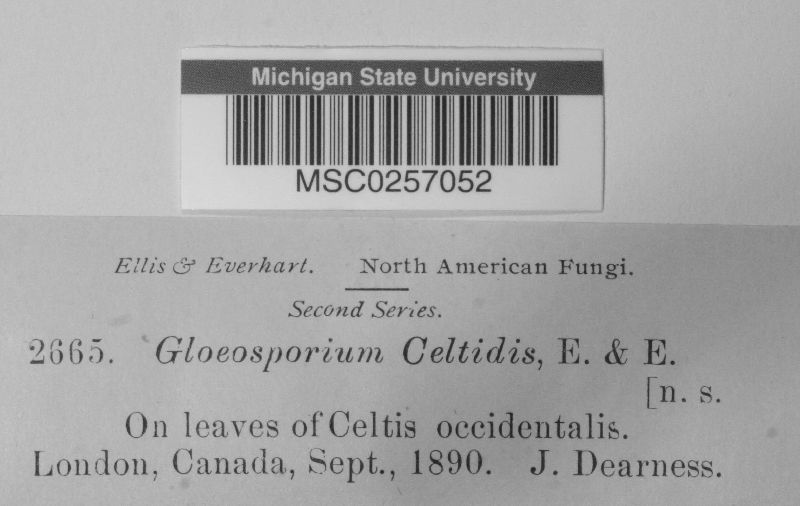 Michigan State University
MSC0257052
Ellis & Everhart. North American Fungi.
Second Series.
2665. Gloeosporium Celtidis, E. & E.
[n. s.
On leaves of Celtis occidentalis.
London, Canada, Sept., 1890. J. Dearness.